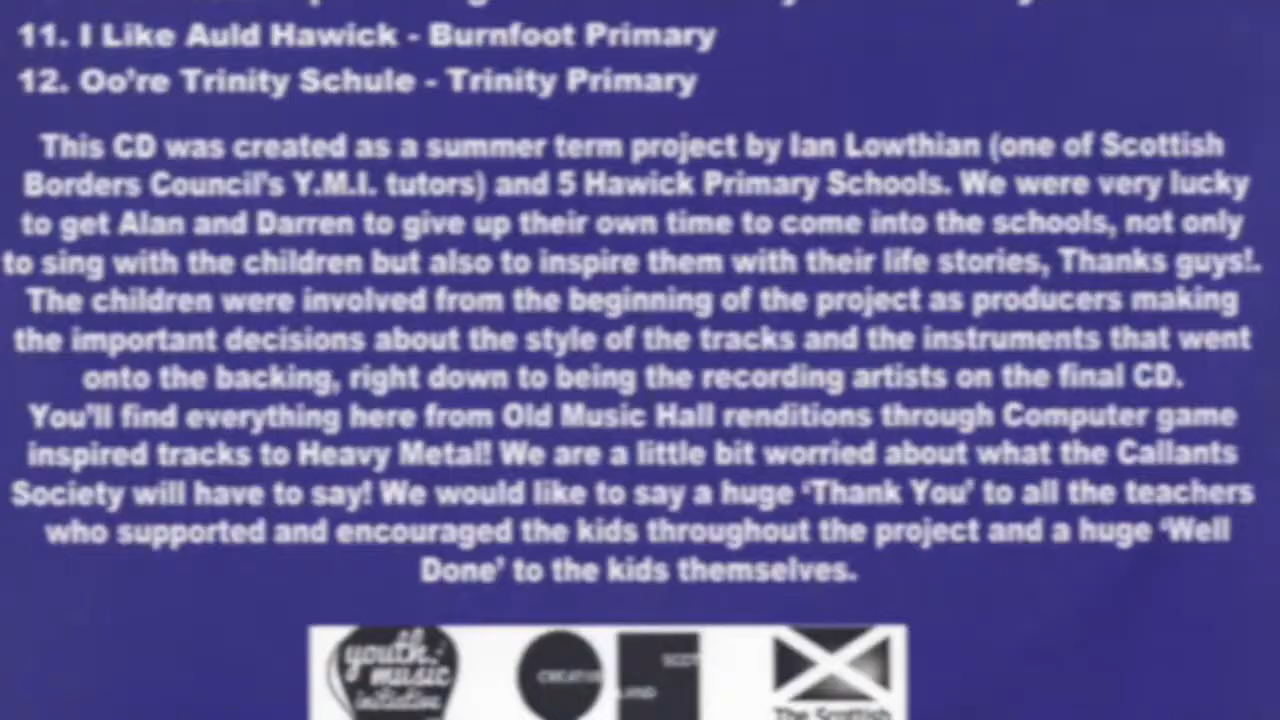 11. I Like Auld Hawick - Burnfoot Primary
12. Oo're Trinity Schule - Trinity Primary
This CD was created as a summer term project by Ian Lowthian (one of Scottish
Borders Council's Y.M.I. tutors) and 5 Hawick Primary Schools. We were very lucky
to get Alan and Darren to give up their own time to come into the schools, not only
to sing with the children but also to inspire them with their life stories, Thanks guys!.
The children were involved from the beginning of the project as producers making
the important decisions about the style of the tracks and the instruments that went
onto the backing, right down to being the recording artists on the final CD.
You'll find everything here from Old Music Hall renditions through Computer game
inspired tracks to Heavy Metal! We are a little bit worried about what the Callants
Society will have to say! We would like to say a huge 'Thank You' to all the teachers
who supported and encouraged the kids throughout the project and a huge 'Well
Done' to the kids themselves.
youth
music
initiative
The Scottish